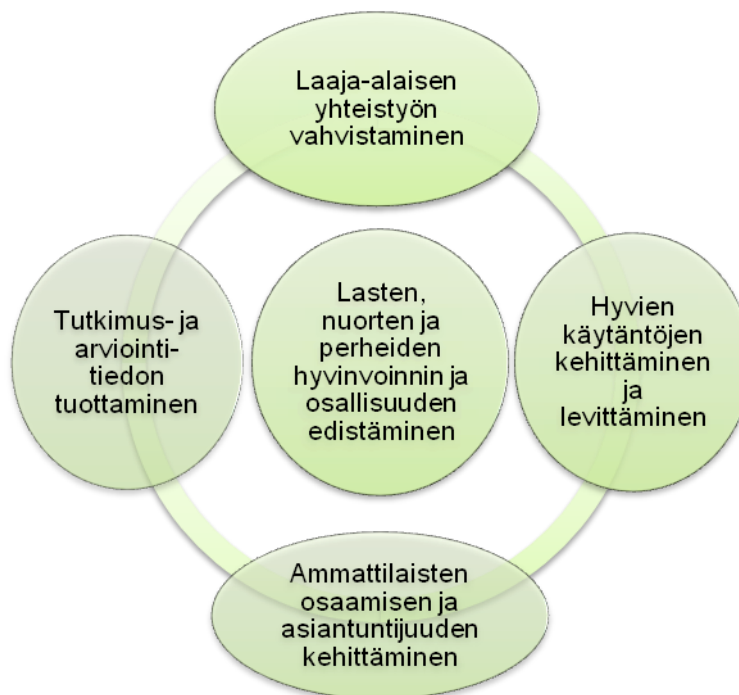 Laaja-alaisen
yhteistyön
vahvistaminen
Tutkimus- ja
arviointi-
tiedon
tuottaminen
Lasten,
nuorten ja
perheiden
hyvinvoinnin ja
osallisuuden
edistäminen
Hyvien
käytäntöjen
kehittäminen
ja
levittäminen
Ammattilaisten
osaamisen ja
asiantuntijuuden
kehittäminen